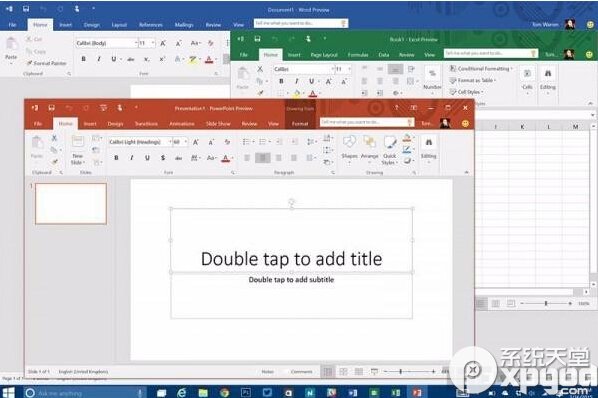 Document1 - Word Preview
File Home Insert Design Layout References Mailings Review View Tell me what you want to do... Tom Warren
Cut
Copy
Paste
Format Painter
Clipboard
Calibri (Body) 11
Book1 - Excel Preview
File Home Insert Page Layout Formulas Data Review View Tell me what you want to do... Tom W...
Paste
Calibri 11
Conditional Formatting
Format as Table
Cell Styles
Cells
Editing
Clipboard
Font
Styles
Presentation1 - PowerPoint Preview
Drawing Tools
File Home Insert Design Transitions Animations Slide Show Review View Format Tell me what you want to do... Tom...
Paste
New
Slide
Calibri Light (Headings) 60
Shapes Arrange Quick
Styles
Editing
Clipboard Slides Font Paragraph Drawing
1
Double tap to add title
Double tap to add subtitle
M
Slide 1 of 1 English (United Kingdom) Notes Comments
100%
Page 1 of 1
Ask me anything
系统天堂
xpgod
.com